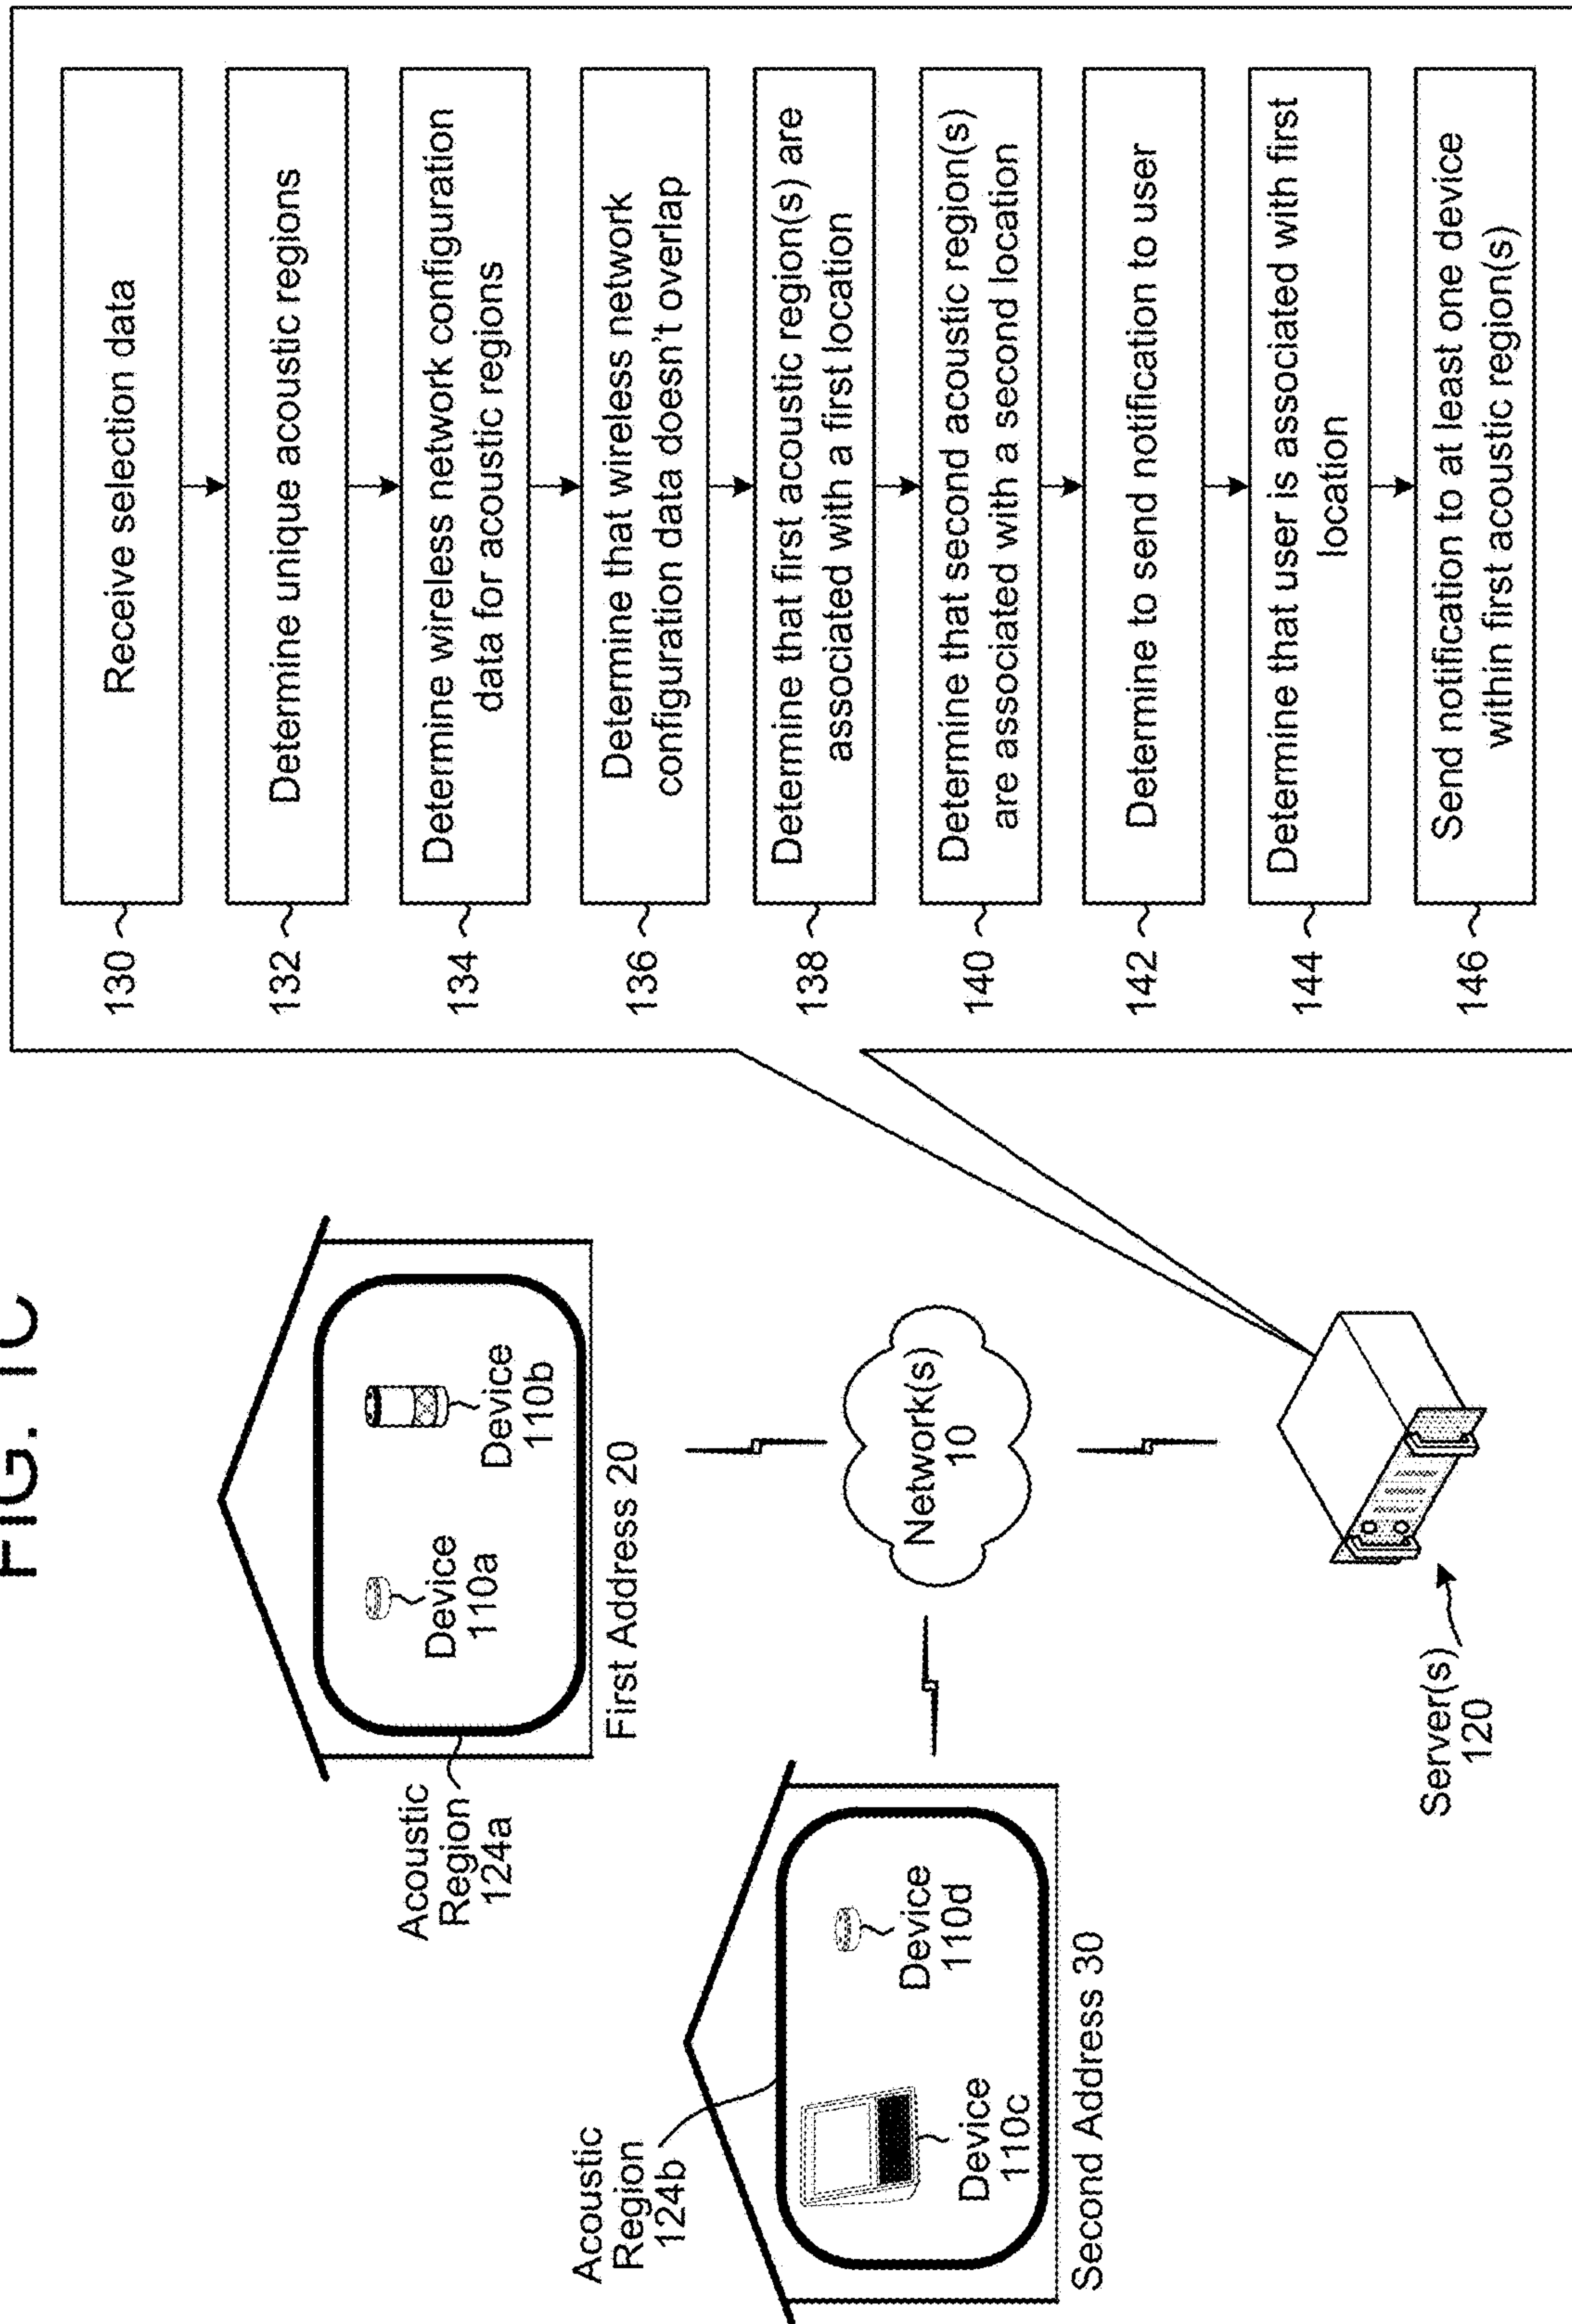 FIG. 1C
Acoustic
Region
124a
Device
110a
Device
110b
First Address 20
Acoustic
Region
124b
Device
110c
Device
110d
Second Address 30
Network(s)
10
Server(s)
120
130
Receive selection data
132
Determine unique acoustic regions
134
Determine wireless network configuration
data for acoustic regions
136
Determine that wireless network
configuration data doesn't overlap
138
Determine that first acoustic region(s) are
associated with a first location
140
Determine that second acoustic region(s)
are associated with a second location
142
Determine to send notification to user
144
Determine that user is associated with first
location
146
Send notification to at least one device
within first acoustic region(s)